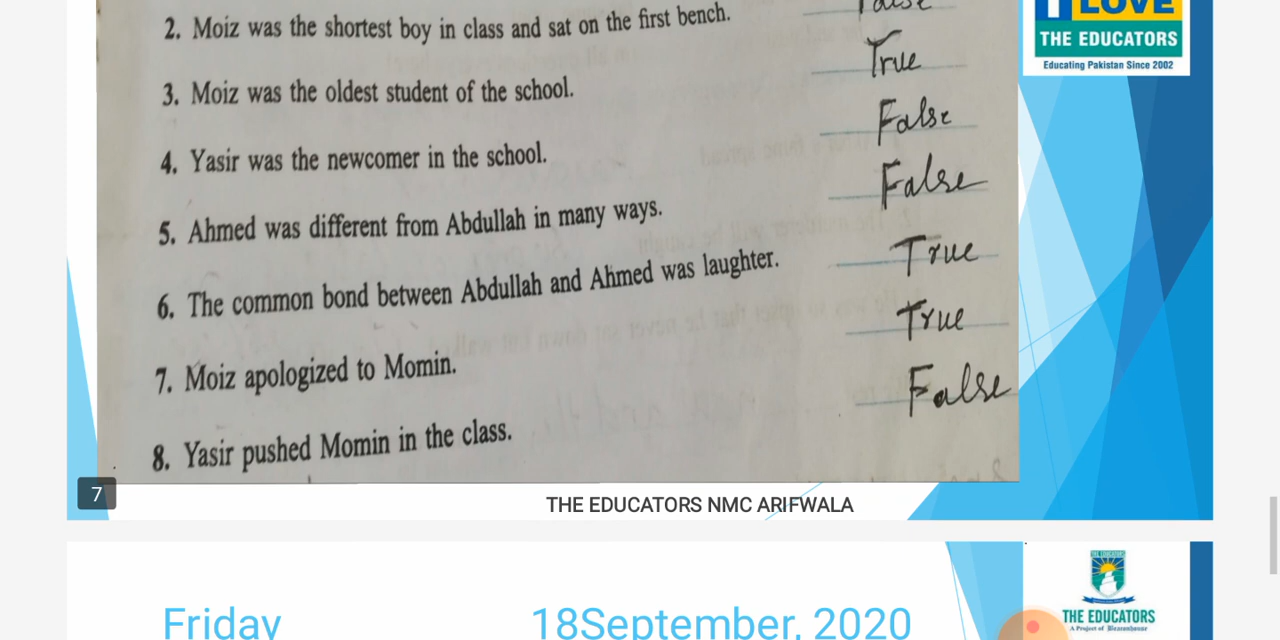 LOVE
THE EDUCATORS
Educating Pakistan Since 2002
2. Moiz was the shortest boy in class and sat on the first bench. False
3. Moiz was the oldest student of the school. True
4. Yasir was the newcomer in the school. False
5. Ahmed was different from Abdullah in many ways. False
6. The common bond between Abdullah and Ahmed was laughter. True
7. Moiz apologized to Momin. True
8. Yasir pushed Momin in the class. False
7
THE EDUCATORS NMC ARIFWALA
Friday 18September, 2020
THE EDUCATORS